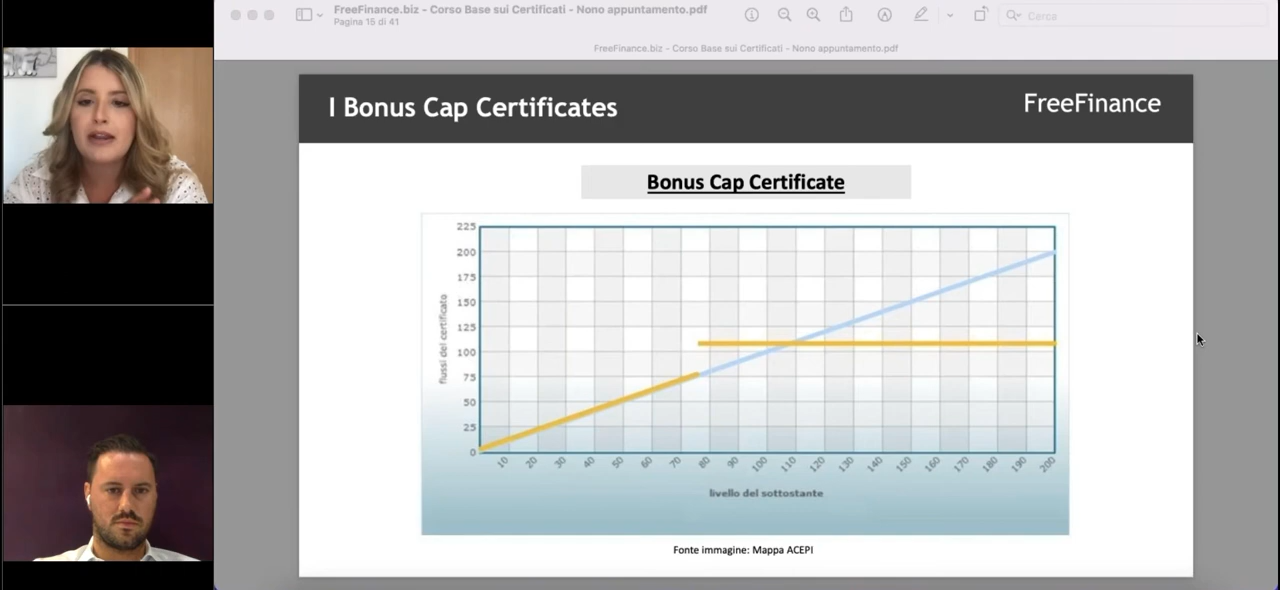 FreeFinance.biz - Corso Base sui Certificati - Nono appuntamento.pdf
Pagina 15 di 41
Cerca
FreeFinance.biz - Corso Base sui Certificati - Nono appuntamento.pdf
I Bonus Cap Certificates
FreeFinance
Bonus Cap Certificate
225
200
175
150
125
100
75
50
25
0
flussi del certificato
10 20 30 40 50 60 70 80 90 100 110 120 130 140 150 160 170 180 190 200
livello del sottostante
Fonte immagine: Mappa ACEPI